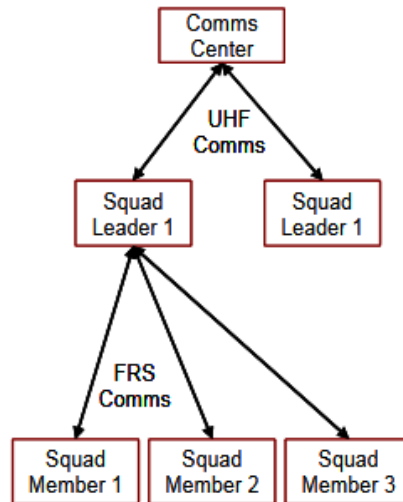 Comms
Center
UHF
Comms
Squad
Leader 1
Squad
Leader 1
FRS
Comms
Squad
Member 1
Squad
Member 2
Squad
Member 3